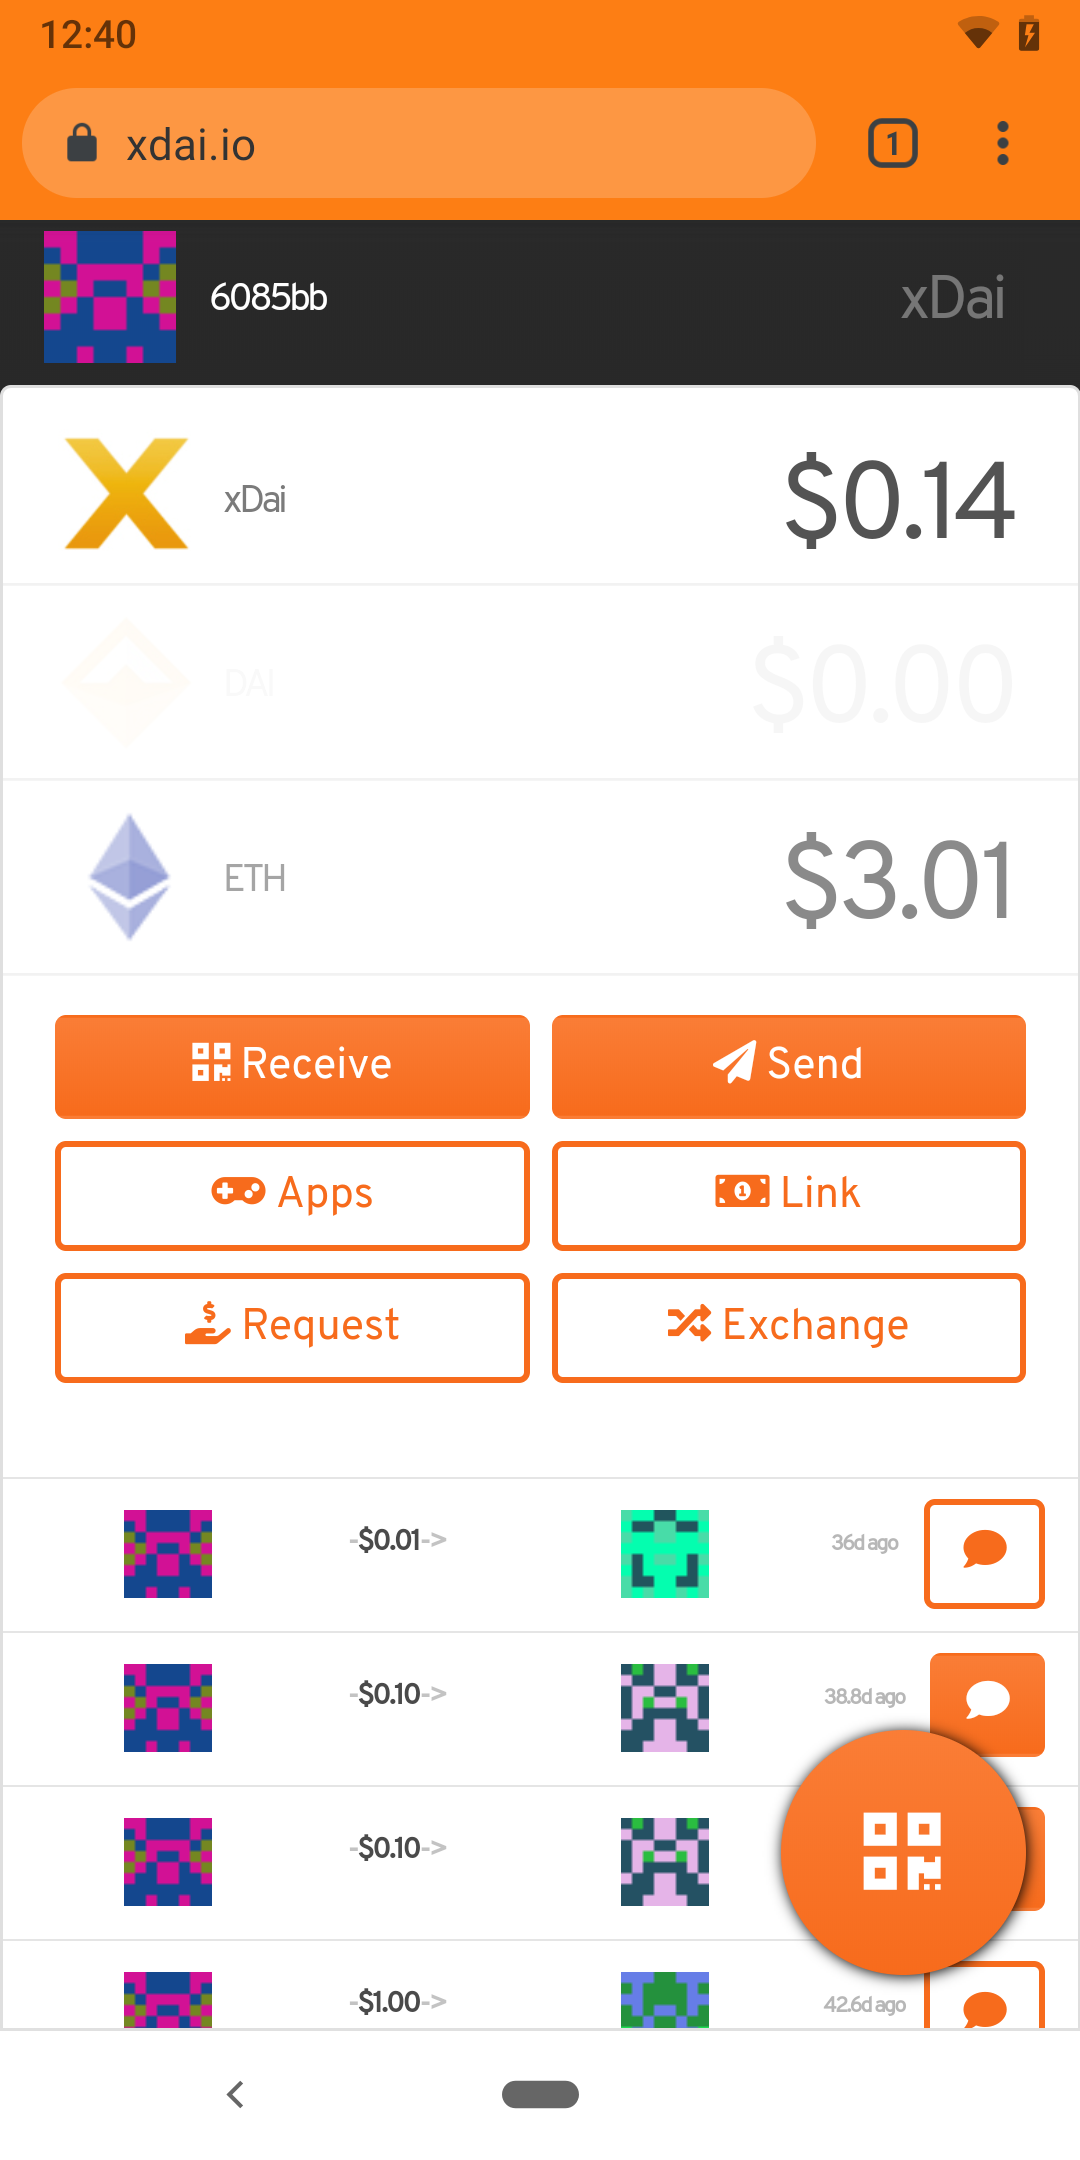 12:40
xdai.io
1
6085bb
xDai
xDai
$0.14
DAI
$0.00
ETH
$3.01
Receive
Send
Apps
Link
Request
Exchange
-$0.01->
36d ago
-$0.10->
38.8d ago
-$0.10->
-$1.00->
42.6d ago